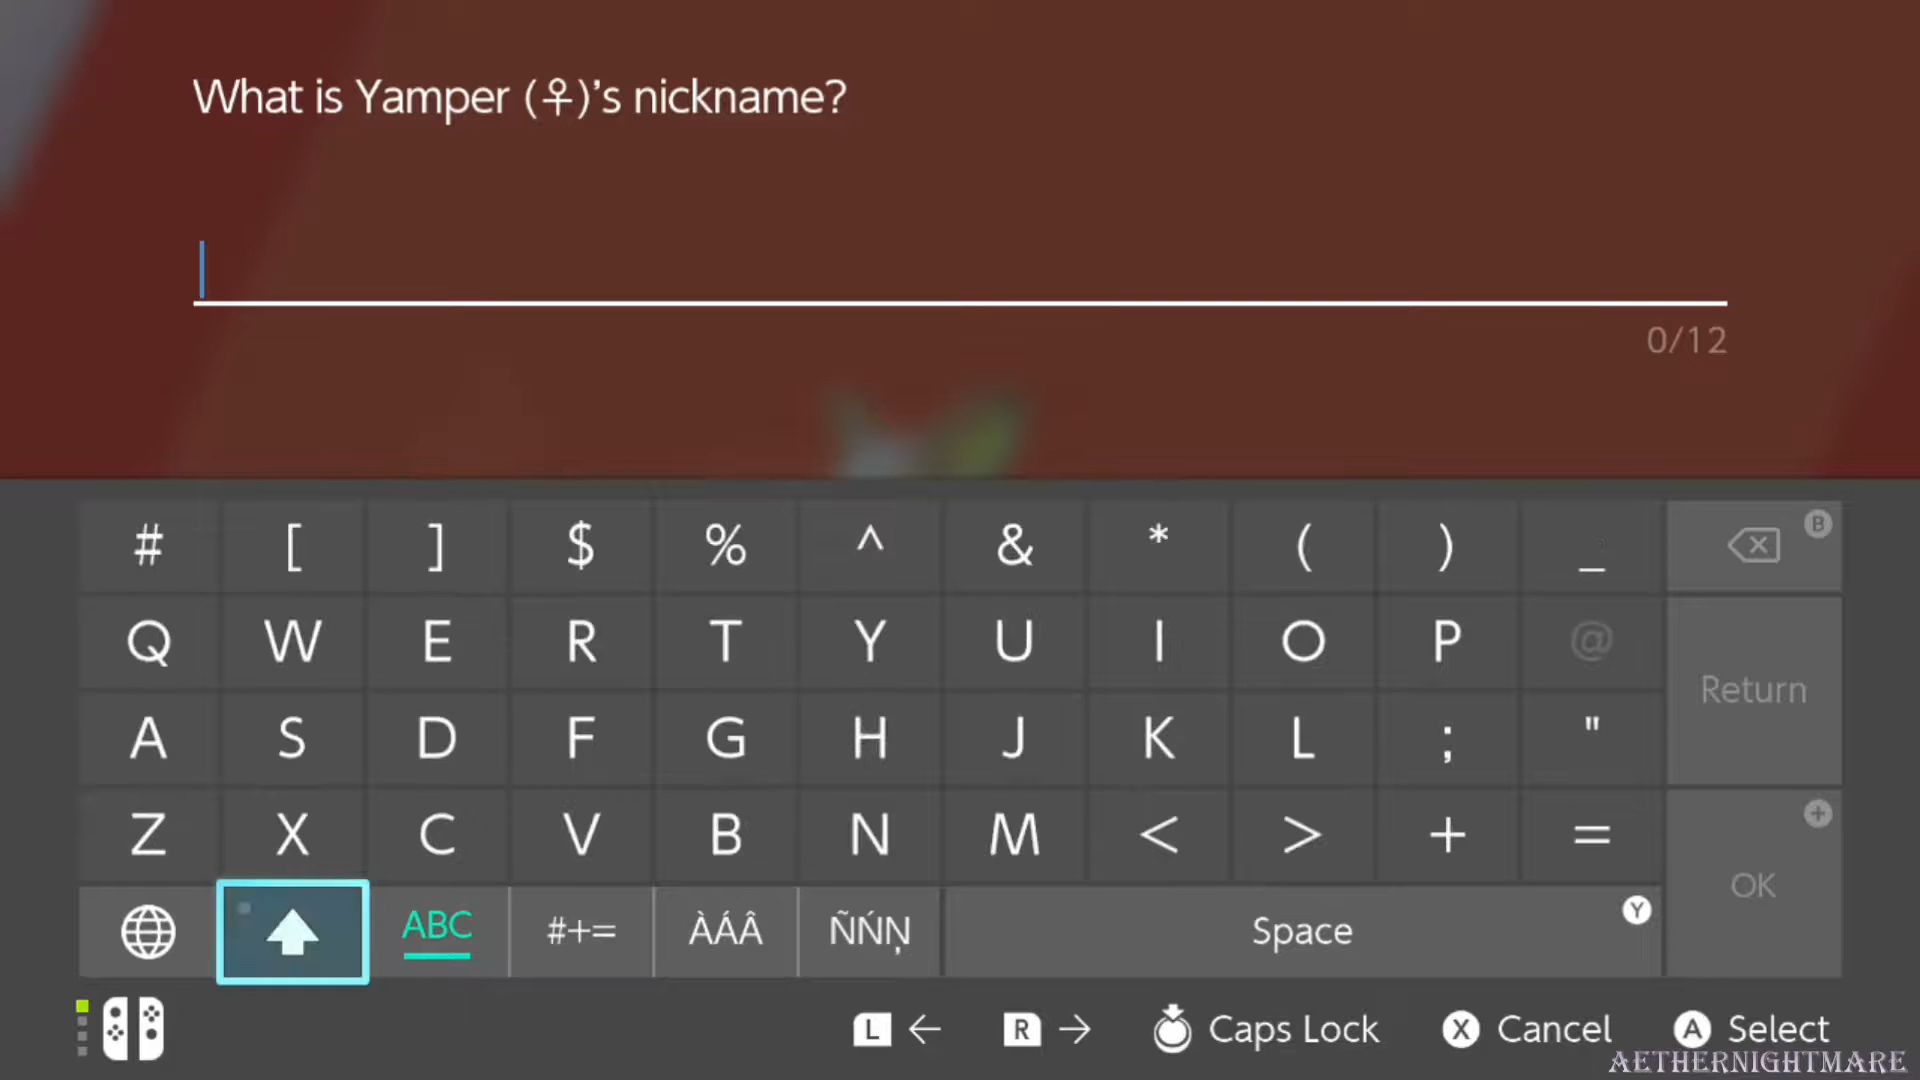 What is Yamper (♀)'s nickname?
0/12
# [ ] $ % ^ & * ( ) _ B
Q W E R T Y U I O P @
Return
A S D F G H J K L ; "
Z X C V B N M < > + =
OK
ABC #+= ÀÁÂ ÑŃŅ Space Y
L ← R → Caps Lock X Cancel A Select
AETHERNIGHTMARE